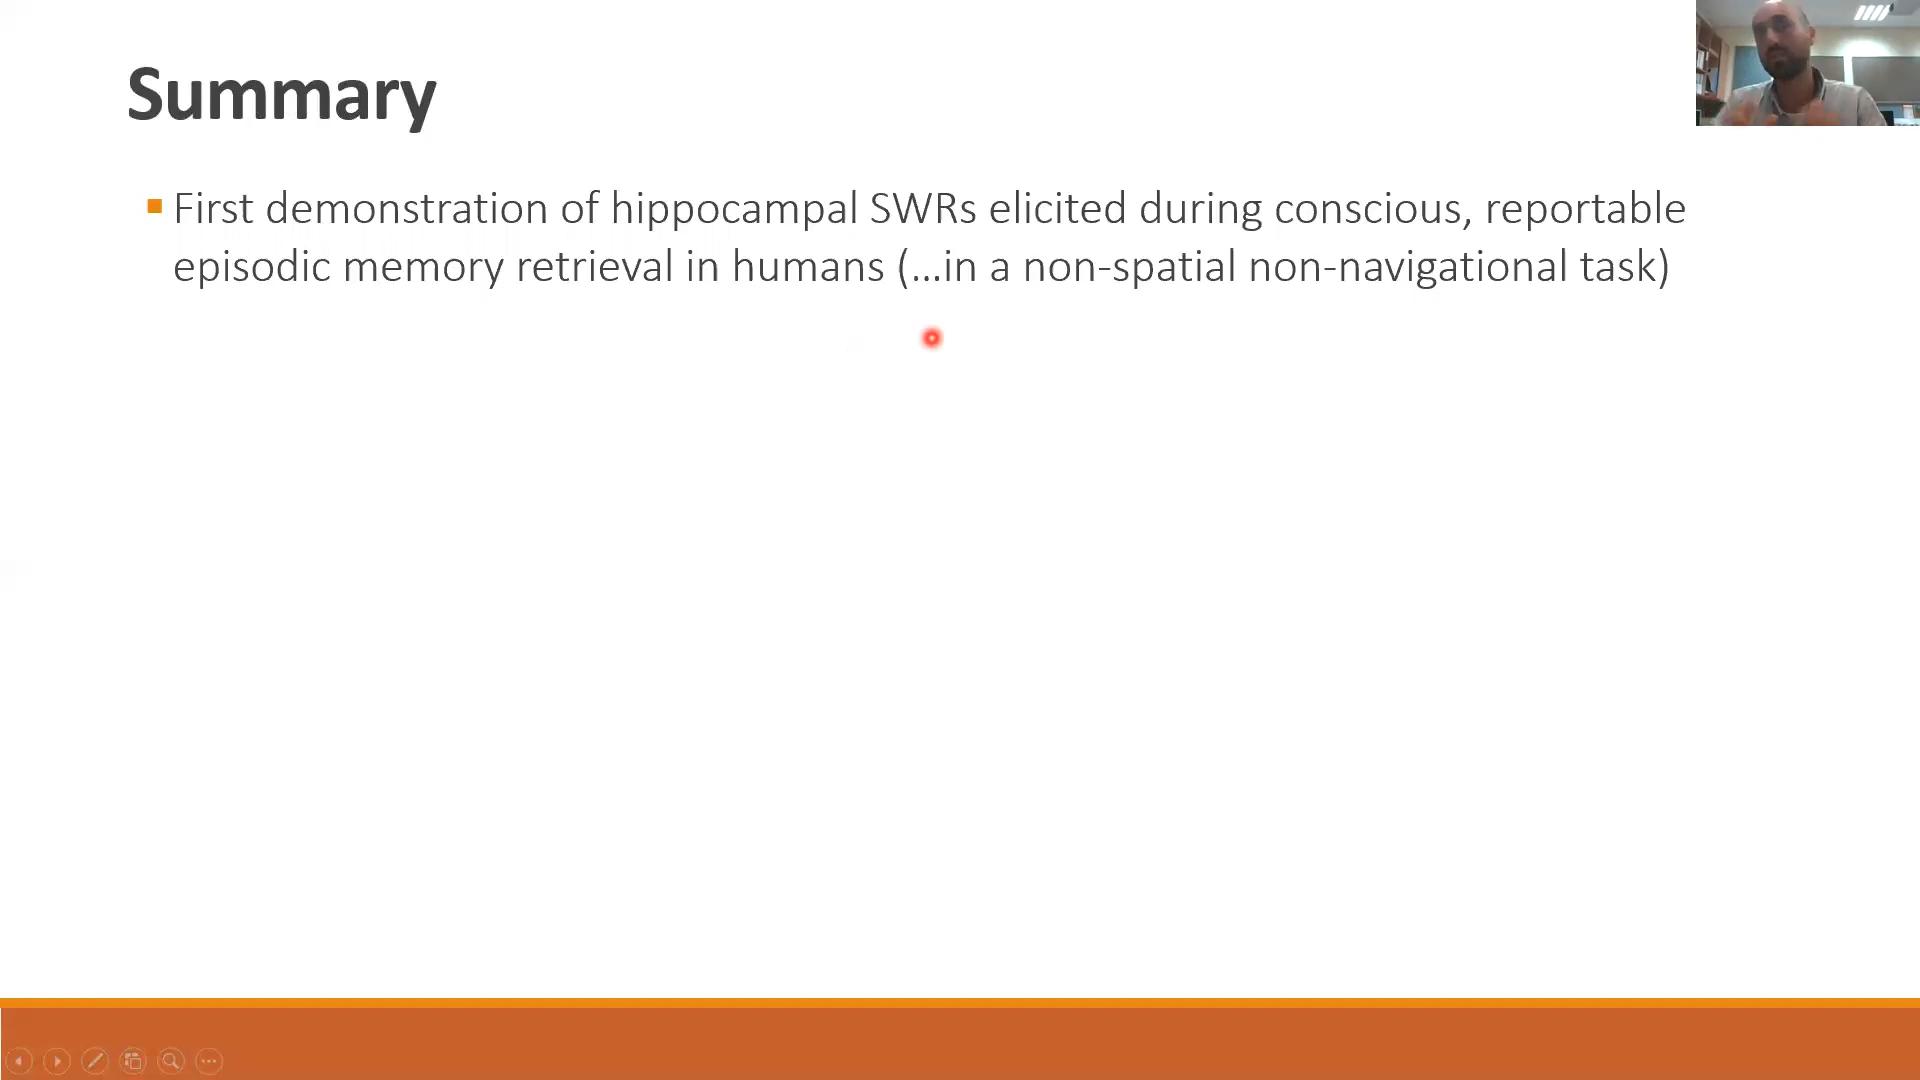 Summary
First demonstration of hippocampal SWRs elicited during conscious, reportable
episodic memory retrieval in humans (...in a non-spatial non-navigational task)